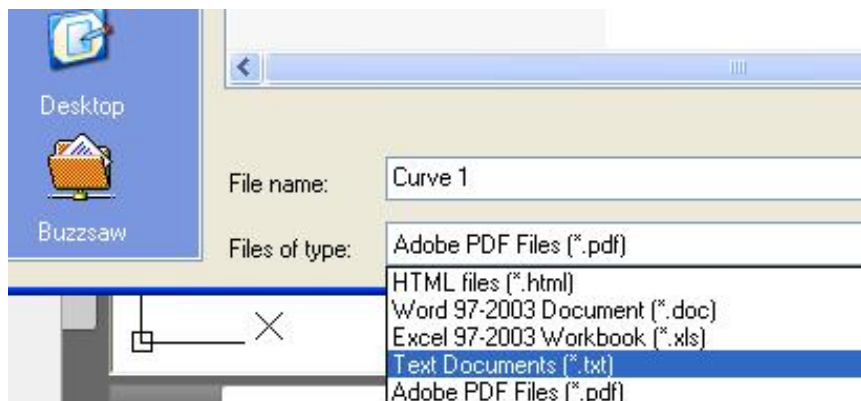 Desktop
Buzzsaw
File name: Curve 1
Files of type: Adobe PDF Files (*.pdf)
HTML files (*.html)
Word 97-2003 Document (*.doc)
Excel 97-2003 Workbook (*.xls)
Text Documents (*.txt)
Adobe PDF Files (*.pdf)
X